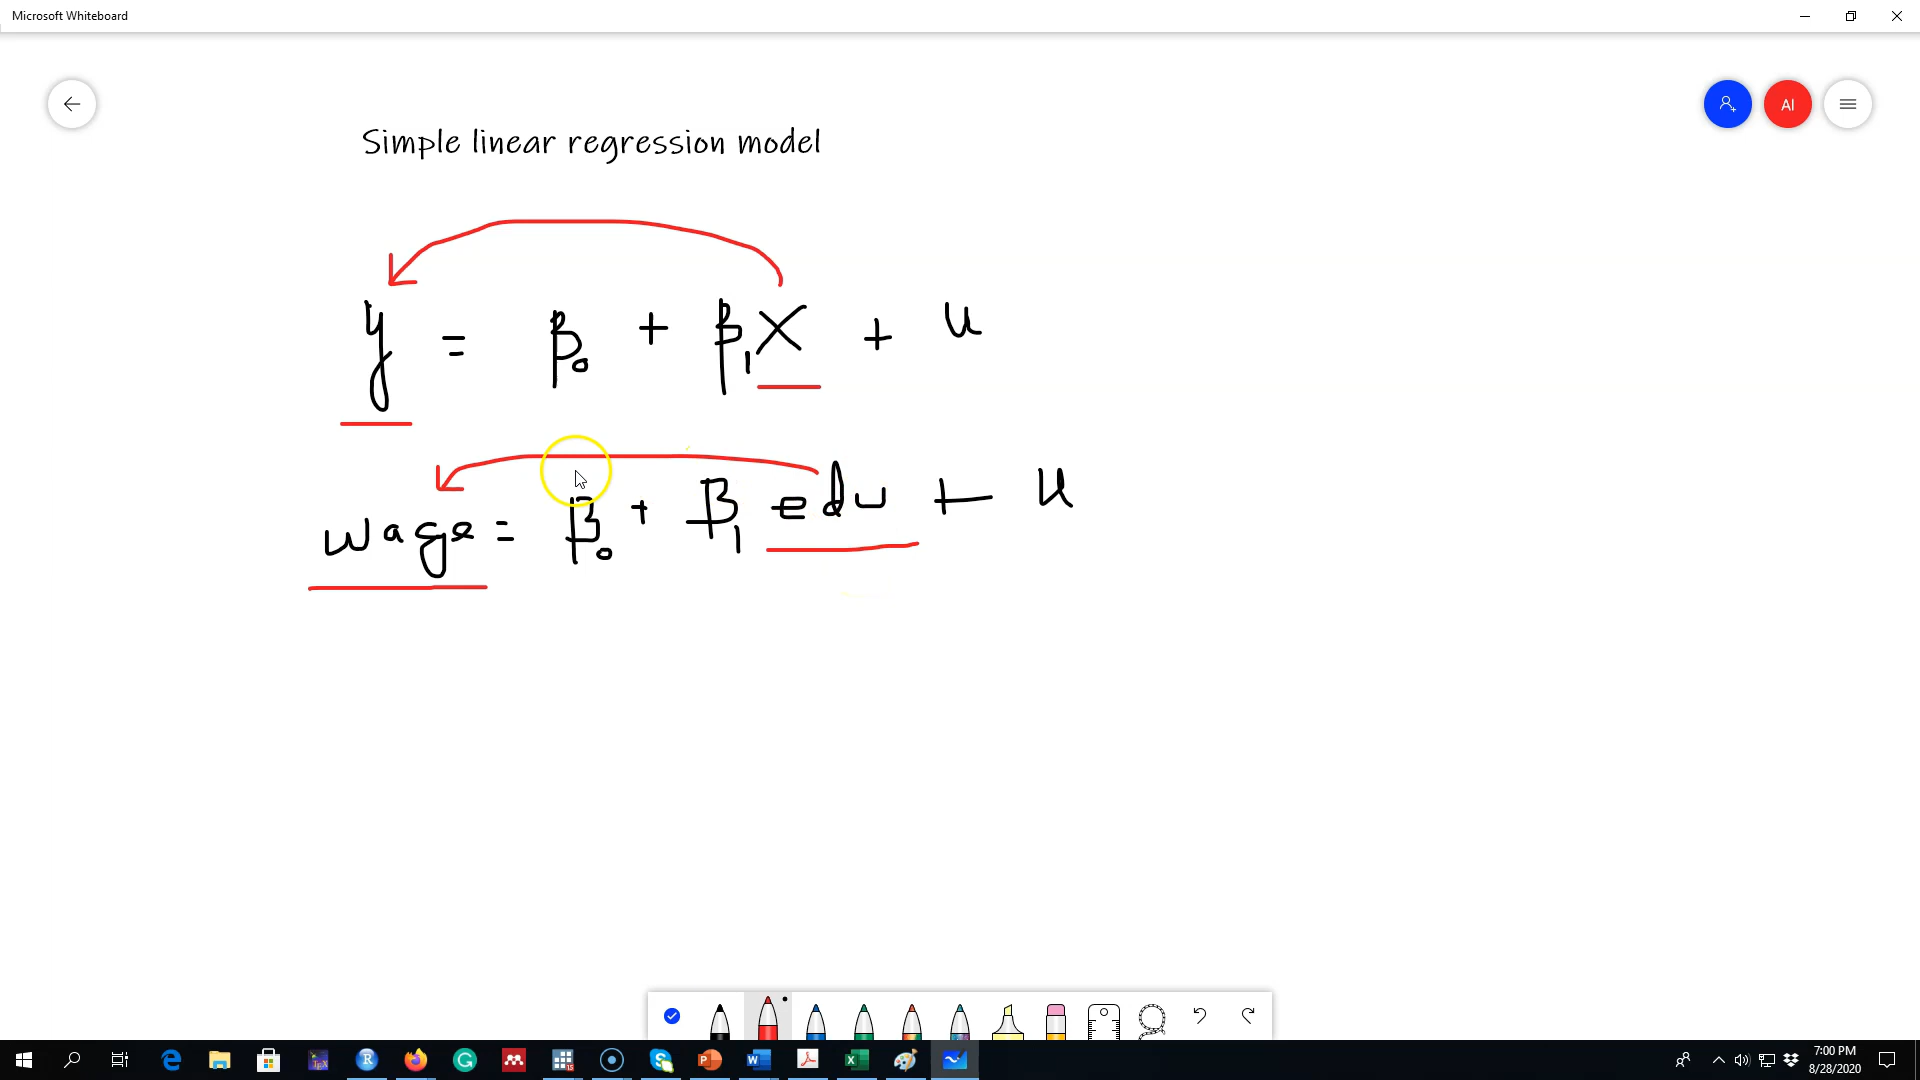 Microsoft Whiteboard
AI
Simple linear regression model
y = β₀ + β₁X + u
wage = β₀ + β₁ edu + u
7:00 PM
8/28/2020